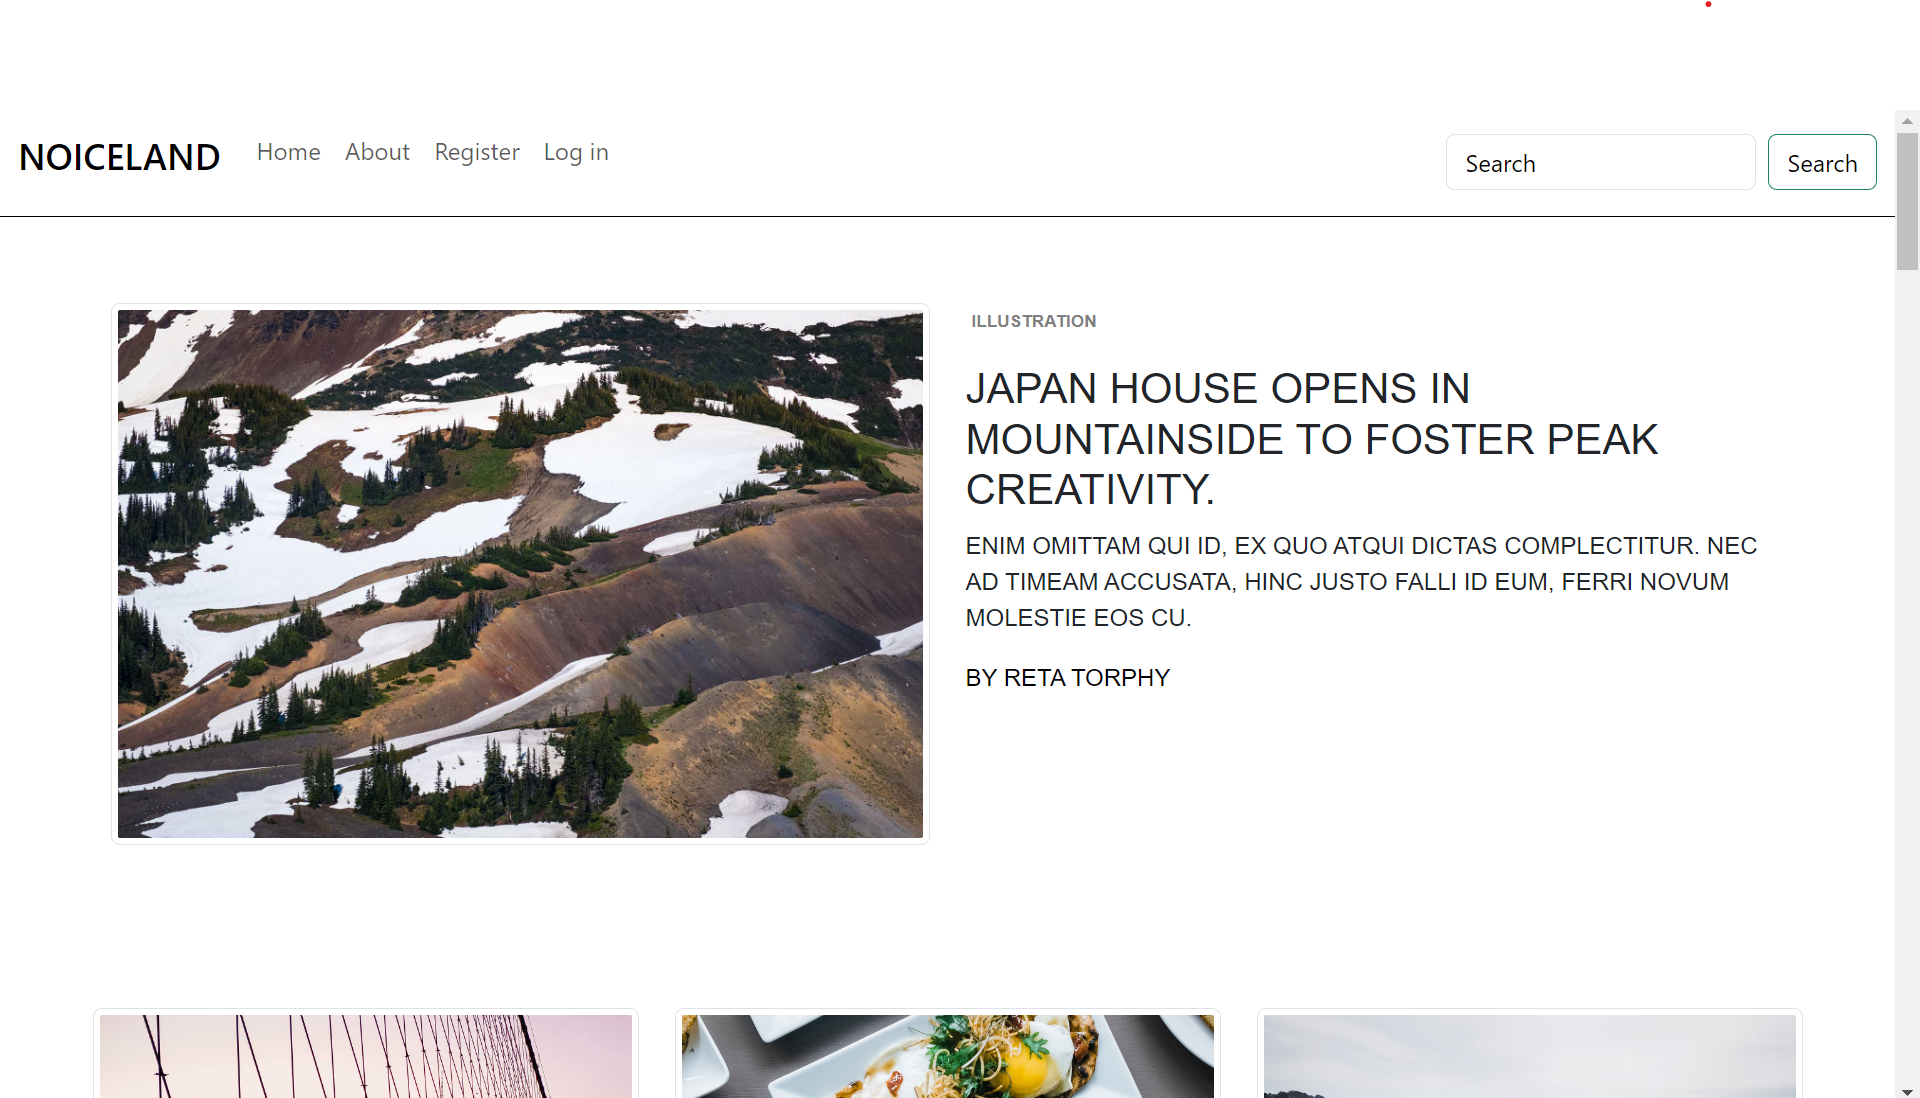 NOICELAND
Home About Register Log in
Search Search
ILLUSTRATION
JAPAN HOUSE OPENS IN
MOUNTAINSIDE TO FOSTER PEAK
CREATIVITY.
ENIM OMITTAM QUI ID, EX QUO ATQUI DICTAS COMPLECTITUR. NEC
AD TIMEAM ACCUSATA, HINC JUSTO FALLI ID EUM, FERRI NOVUM
MOLESTIE EOS CU.
BY RETA TORPHY